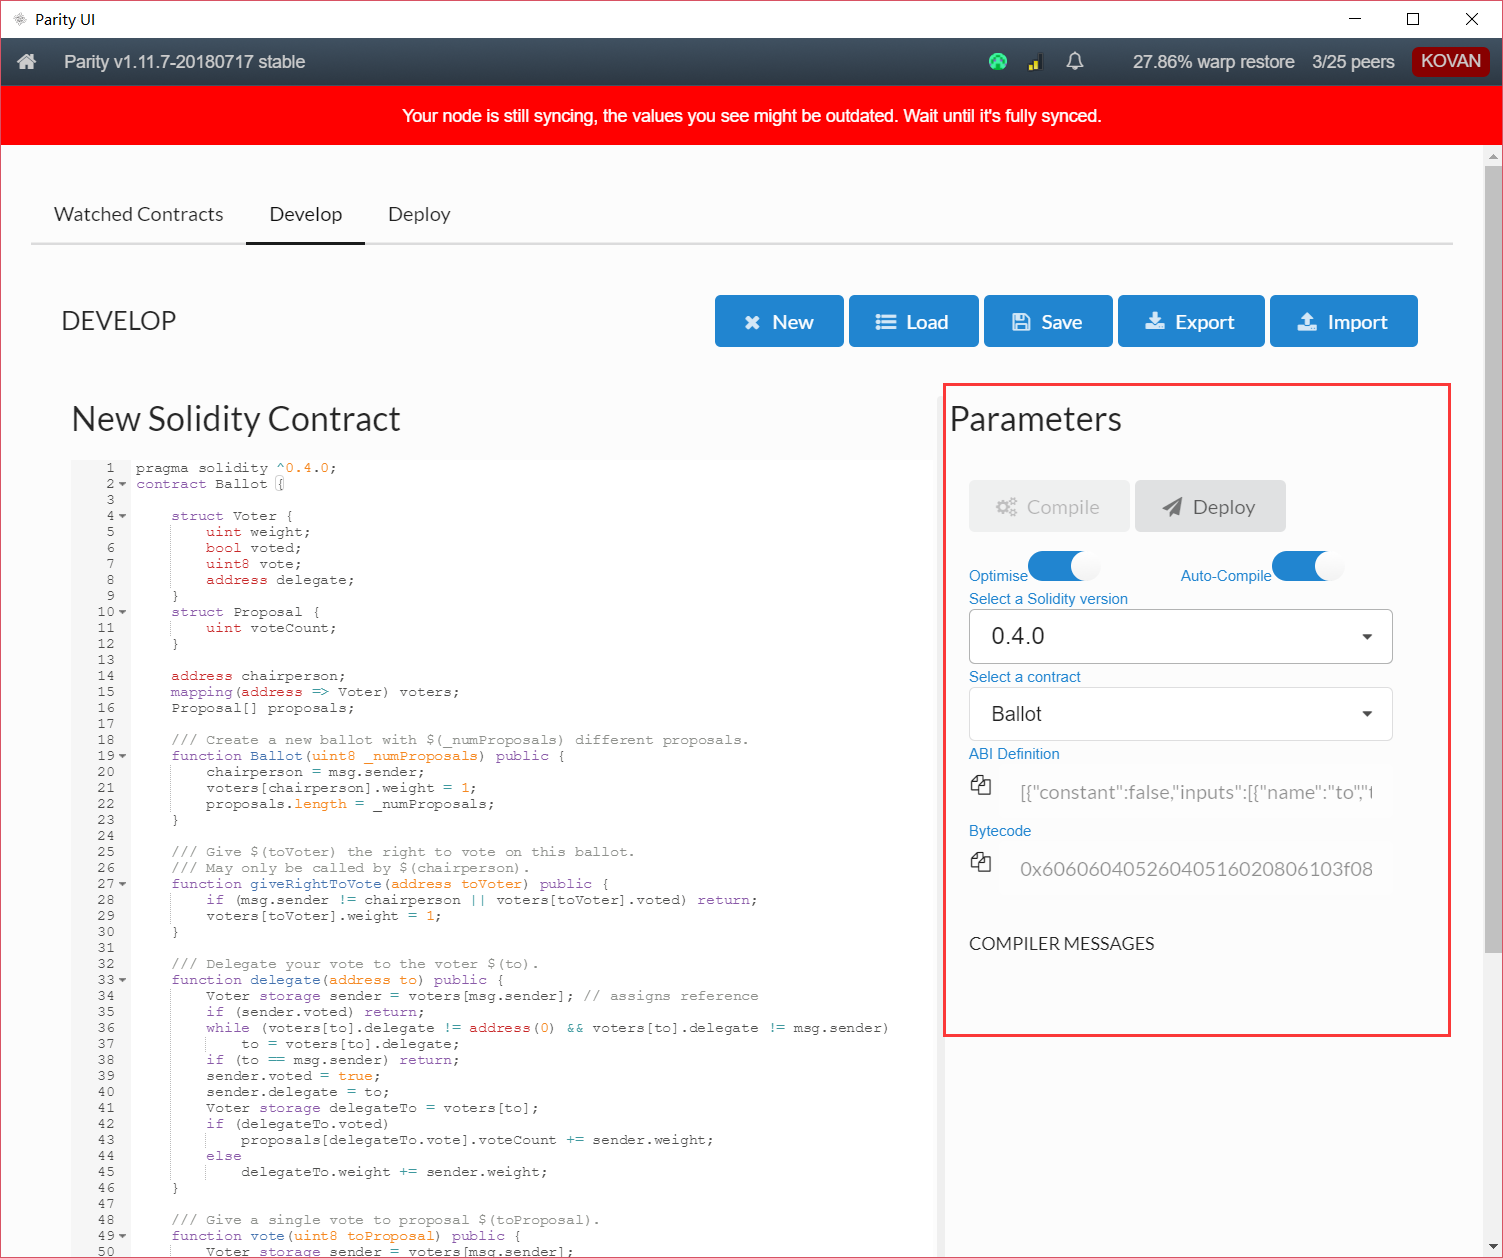 Parity UI
Parity v1.11.7-20180717 stable
27.86% warp restore 3/25 peers KOVAN
Your node is still syncing, the values you see might be outdated. Wait until it's fully synced.
Watched Contracts Develop Deploy
DEVELOP
New Load Save Export Import
New Solidity Contract
1 pragma solidity ^0.4.0;
2 contract Ballot {
3
4 struct Voter {
5 uint weight;
6 bool voted;
7 uint8 vote;
8 address delegate;
9 }
10 struct Proposal {
11 uint voteCount;
12 }
13
14 address chairperson;
15 mapping(address => Voter) voters;
16 Proposal[] proposals;
17
18 /// Create a new ballot with $(_numProposals) different proposals.
19 function Ballot(uint8 _numProposals) public {
20 chairperson = msg.sender;
21 voters[chairperson].weight = 1;
22 proposals.length = _numProposals;
23 }
24
25 /// Give $(toVoter) the right to vote on this ballot.
26 /// May only be called by $(chairperson).
27 function giveRightToVote(address toVoter) public {
28 if (msg.sender != chairperson || voters[toVoter].voted) return;
29 voters[toVoter].weight = 1;
30 }
31
32 /// Delegate your vote to the voter $(to).
33 function delegate(address to) public {
34 Voter storage sender = voters[msg.sender]; // assigns reference
35 if (sender.voted) return;
36 while (voters[to].delegate != address(0) && voters[to].delegate != msg.sender)
37 to = voters[to].delegate;
38 if (to == msg.sender) return;
39 sender.voted = true;
40 sender.delegate = to;
41 Voter storage delegateTo = voters[to];
42 if (delegateTo.voted)
43 proposals[delegateTo.vote].voteCount += sender.weight;
44 else
45 delegateTo.weight += sender.weight;
46 }
47
48 /// Give a single vote to proposal $(toProposal).
49 function vote(uint8 toProposal) public {
50 Voter storage sender = voters[msg.sender];
Parameters
Compile Deploy
Optimise Auto-Compile
Select a Solidity version
0.4.0
Select a contract
Ballot
ABI Definition
[{"constant":false,"inputs":[{"name":"to","t
Bytecode
0x6060604052604051602080610​3f08
COMPILER MESSAGES